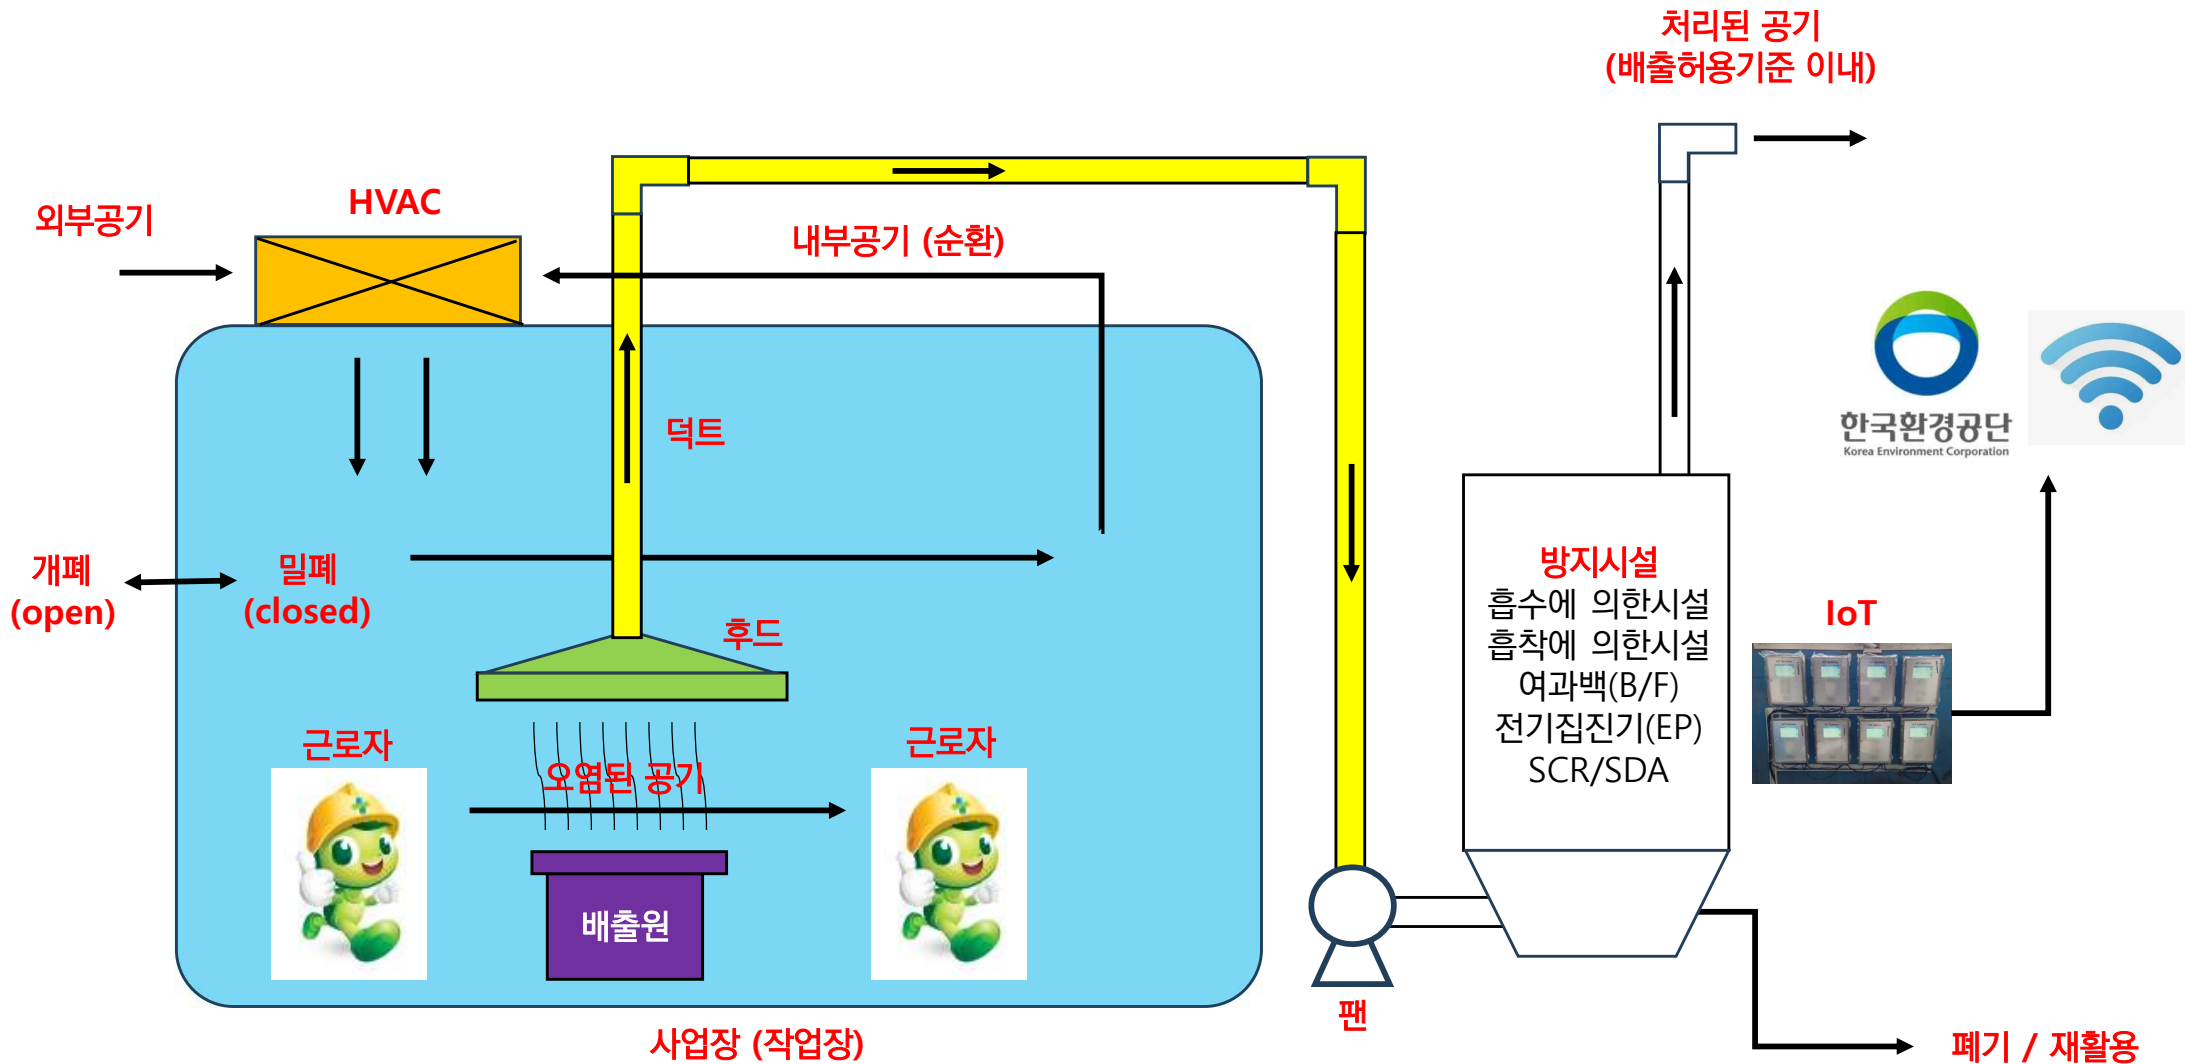 처리된 공기
(배출허용기준 이내)
HVAC
외부공기
내부공기 (순환)
덕트
한국환경공단
Korea Environment Corporation
개폐
(open)
밀폐
(closed)
방지시설
흡수에 의한시설
흡착에 의한시설
여과백(B/F)
전기집진기(EP)
SCR/SDA
IoT
후드
근로자
근로자
오염된 공기
배출원
팬
사업장 (작업장)
폐기 / 재활용